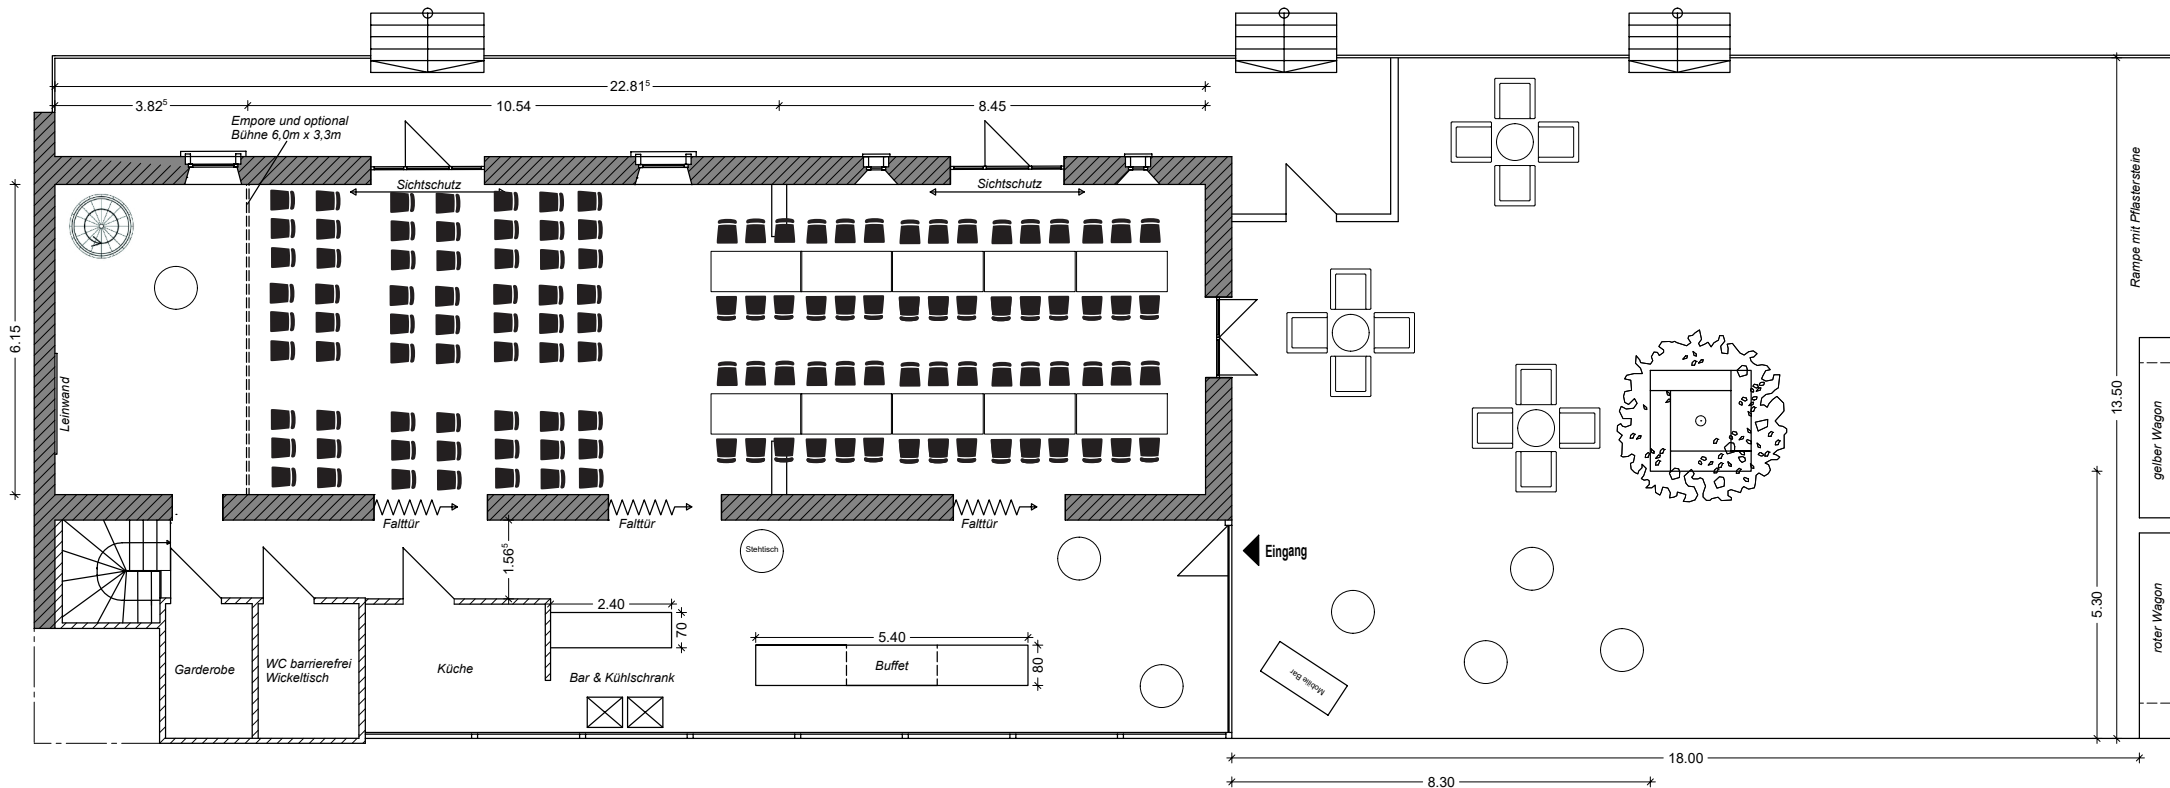 22.81⁵
3.82⁵
10.54
8.45
Empore und optional
Bühne 6,0m x 3,3m
Sichtschutz
Sichtschutz
6.15
Leinwand
Falttür
Falttür
Falttür
1.56⁵
Stehtisch
Eingang
2.40
70
5.40
80
Buffet
Garderobe
WC barrierefrei
Wickeltisch
Küche
Bar & Kühlschrank
Mobilie Bar
Rampe mit Pflastersteine
13.50
gelber Wagon
5.30
roter Wagon
18.00
8.30